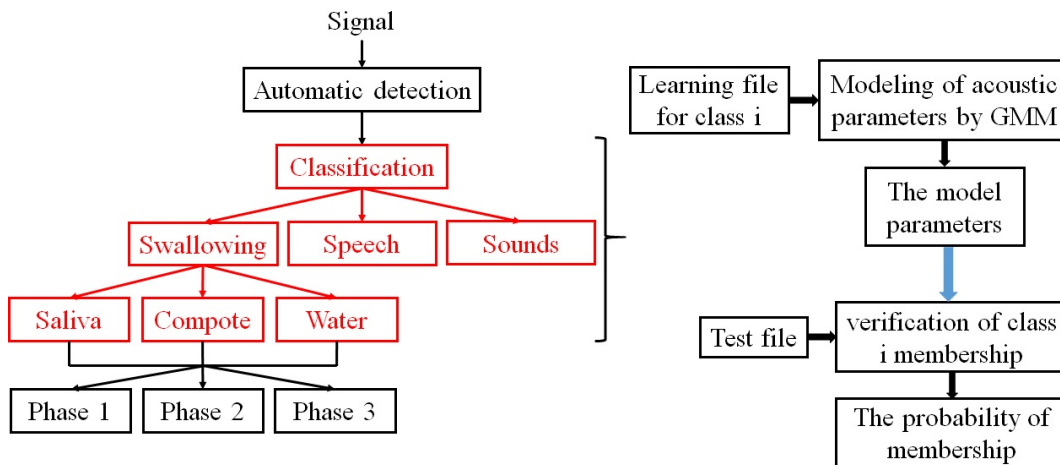 Signal
Automatic detection
Classification
Swallowing
Speech
Sounds
Saliva
Compote
Water
Phase 1
Phase 2
Phase 3
Learning file
for class i
Modeling of acoustic
parameters by GMM
The model
parameters
Test file
verification of class
i membership
The probability of
membership